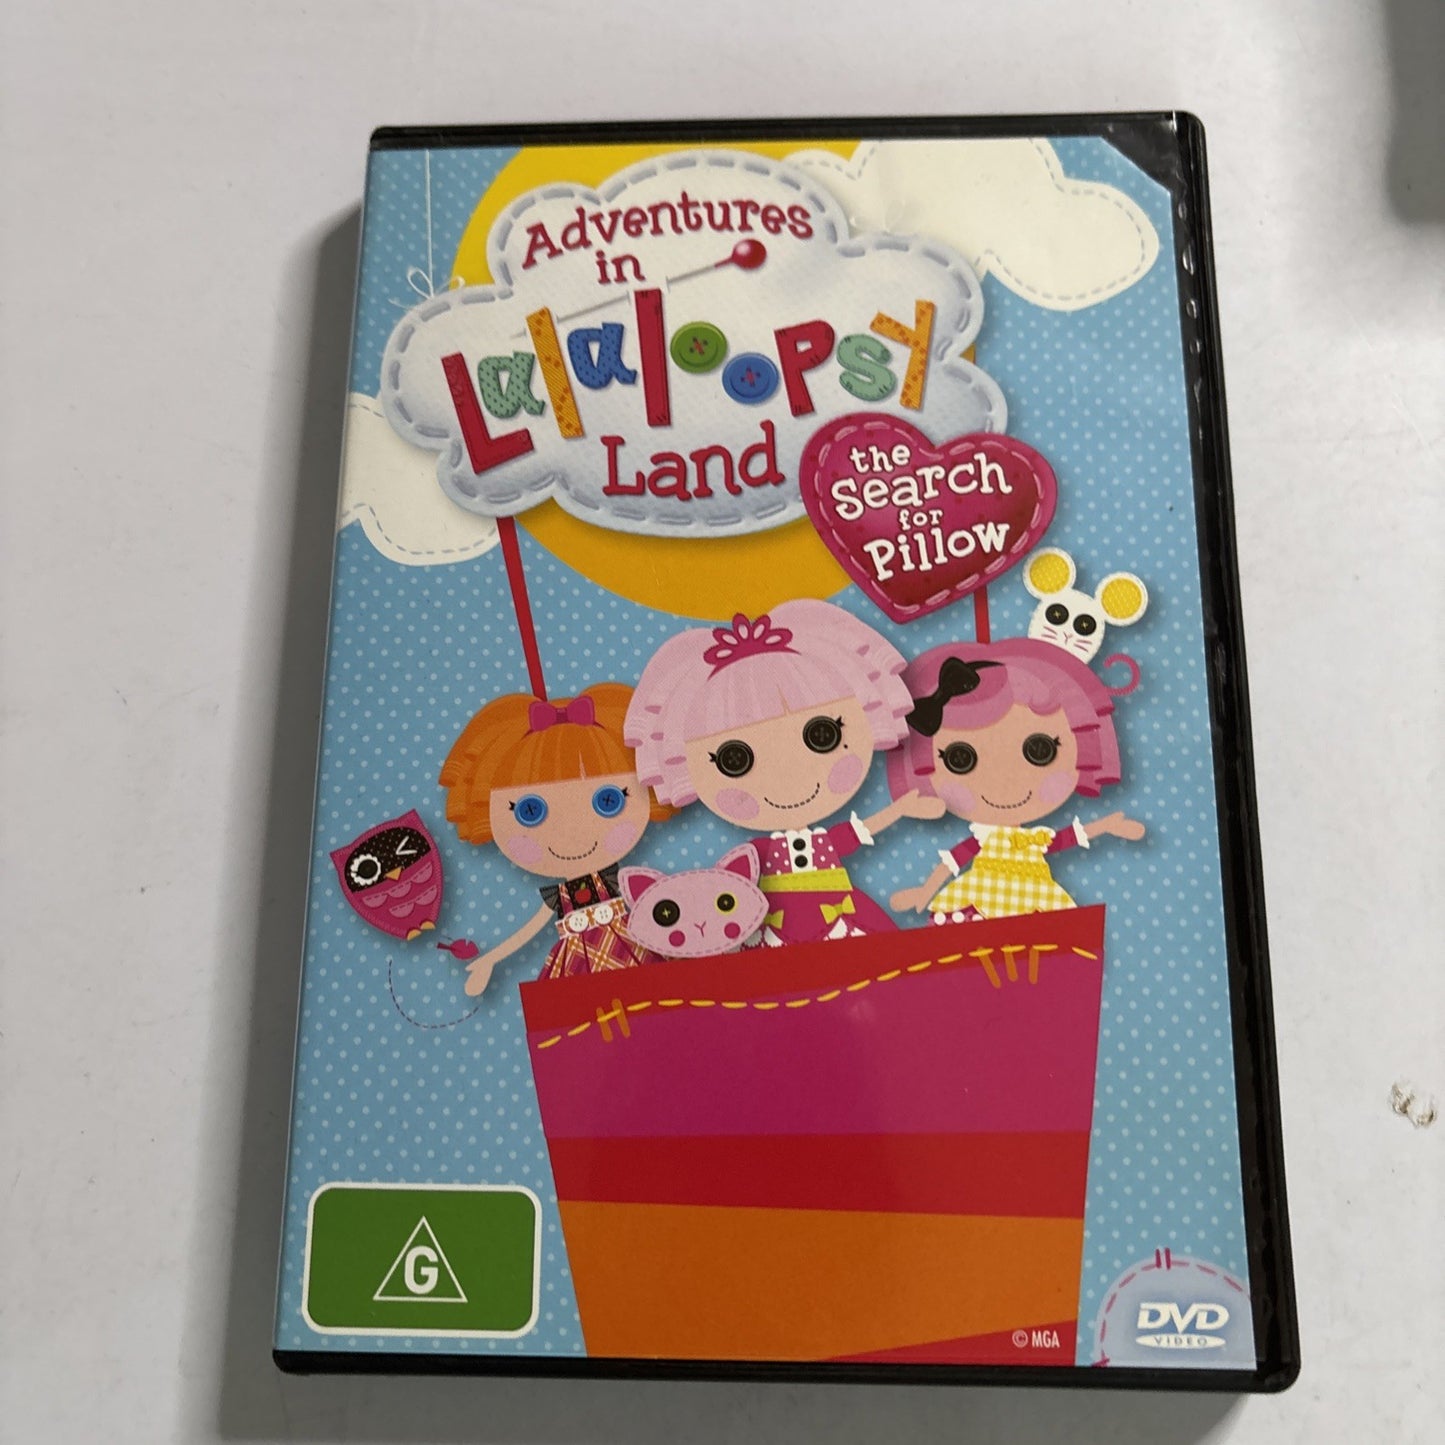 Adventures
in
Lalaloopsy
Land
the
Search
for
Pillow
G
© MGA
DVD
VIDEO